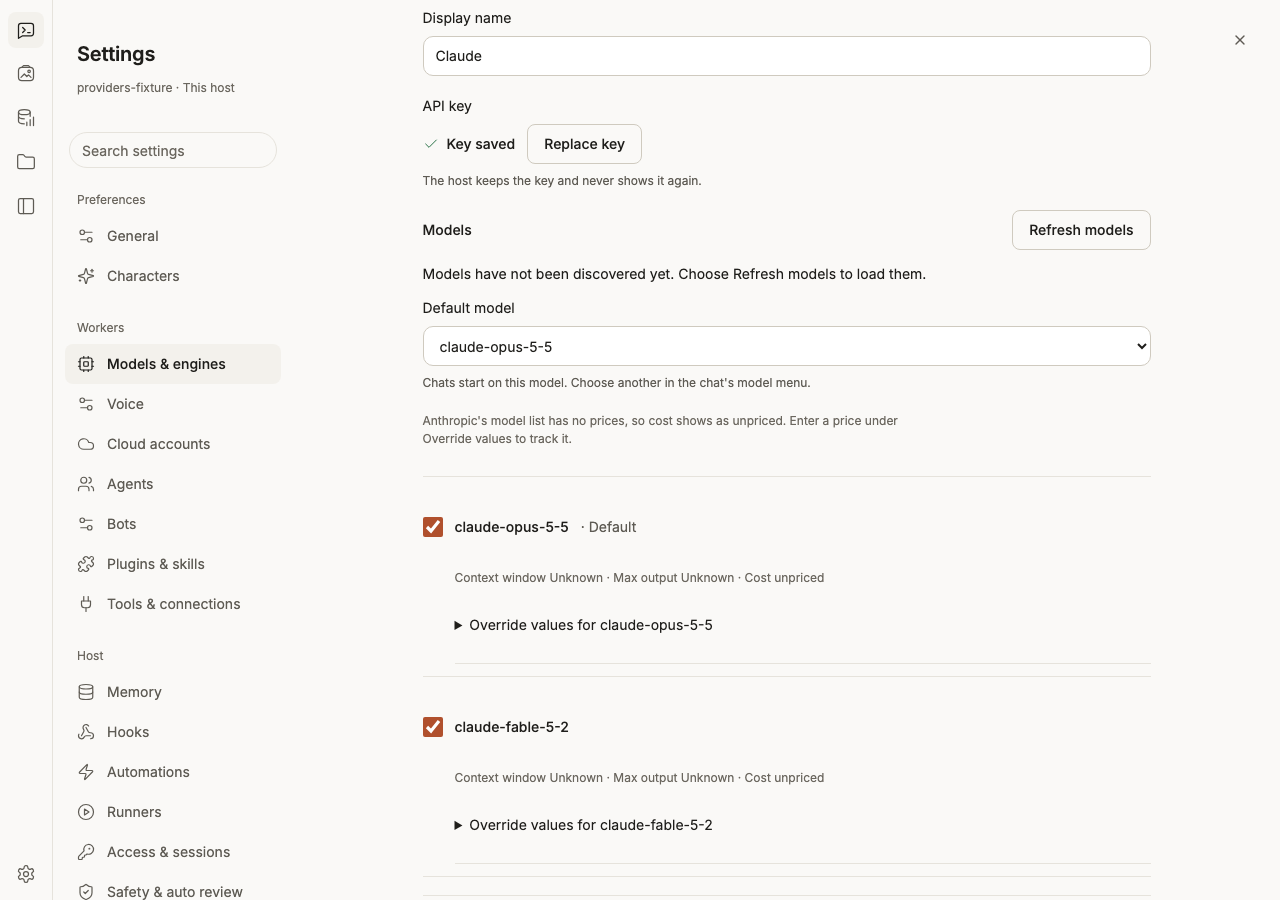 Settings
providers-fixture · This host
Search settings
Preferences
General
Characters
Workers
Models & engines
Voice
Cloud accounts
Agents
Bots
Plugins & skills
Tools & connections
Host
Memory
Hooks
Automations
Runners
Access & sessions
Safety & auto review
Display name
Claude
API key
Key saved
Replace key
The host keeps the key and never shows it again.
Models
Refresh models
Models have not been discovered yet. Choose Refresh models to load them.
Default model
claude-opus-5-5
Chats start on this model. Choose another in the chat's model menu.
Anthropic's model list has no prices, so cost shows as unpriced. Enter a price under
Override values to track it.
claude-opus-5-5 · Default
Context window Unknown · Max output Unknown · Cost unpriced
Override values for claude-opus-5-5
claude-fable-5-2
Context window Unknown · Max output Unknown · Cost unpriced
Override values for claude-fable-5-2